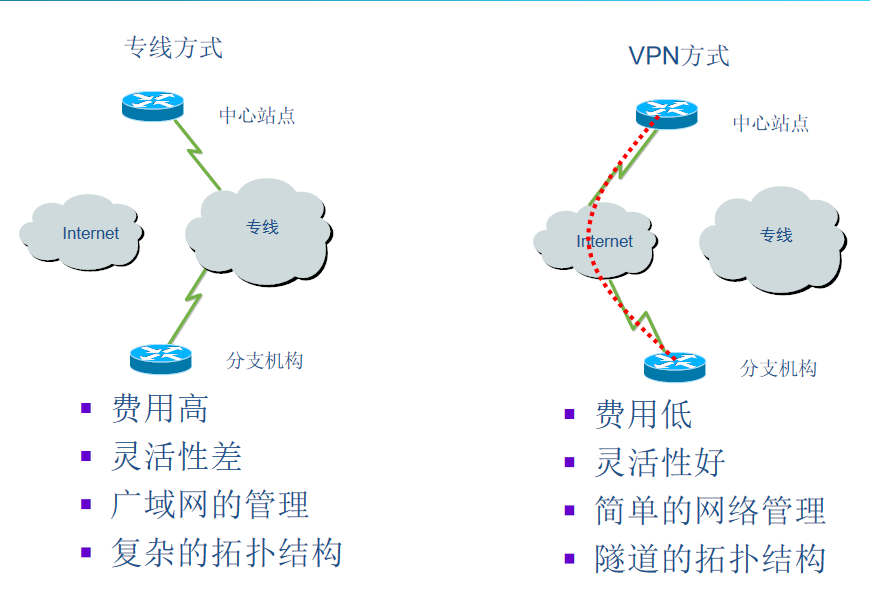 专线方式
中心站点
Internet
专线
分支机构
费用高
灵活性差
广域网的管理
复杂的拓扑结构
VPN方式
中心站点
Internet
专线
分支机构
费用低
灵活性好
简单的网络管理
隧道的拓扑结构